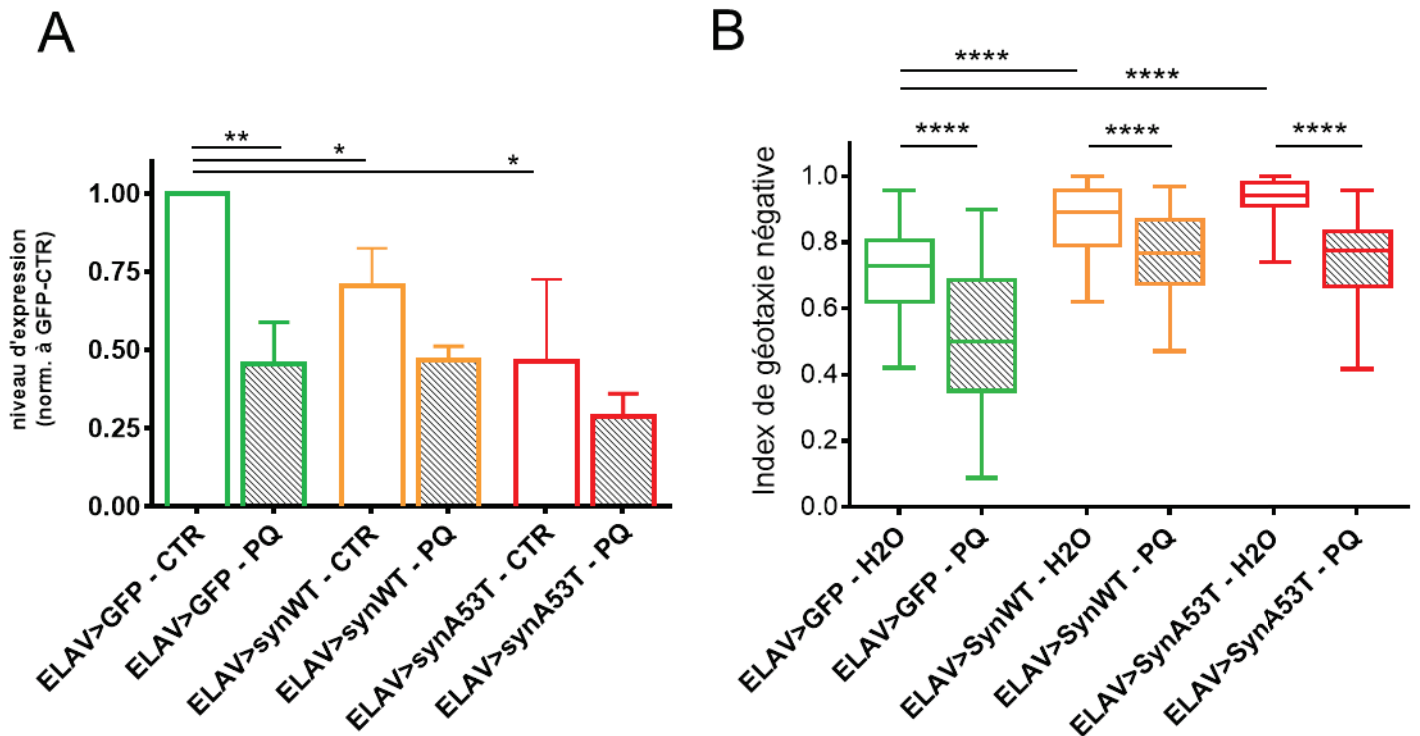 A
niveau d'expression
(norm. à GFP-CTR)
1.00
0.75
0.50
0.25
0.00
**
*
*
ELAV>GFP - CTR
ELAV>GFP - PQ
ELAV>synWT - CTR
ELAV>synWT - PQ
ELAV>synA53T - CTR
ELAV>synA53T - PQ
B
Index de géotaxie négative
1.0
0.8
0.6
0.4
0.2
0.0
****
****
****
****
****
ELAV>GFP - H2O
ELAV>GFP - PQ
ELAV>SynWT - H2O
ELAV>SynWT - PQ
ELAV>SynA53T - H2O
ELAV>SynA53T - PQ